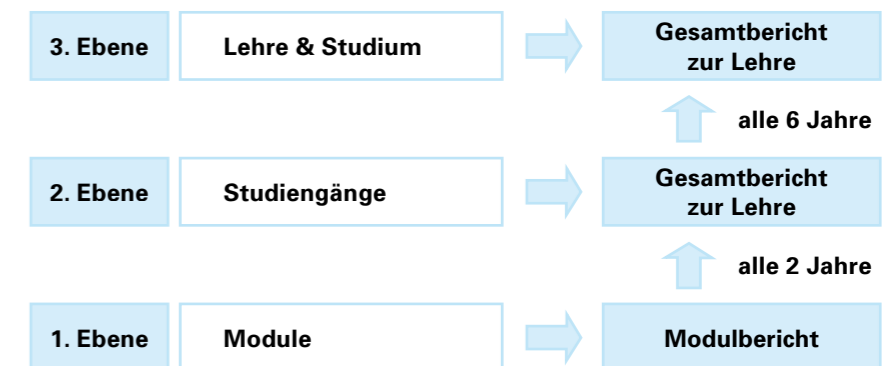 3. Ebene Lehre & Studium Gesamtbericht
zur Lehre
alle 6 Jahre
2. Ebene Studiengänge Gesamtbericht
zur Lehre
alle 2 Jahre
1. Ebene Module Modulbericht